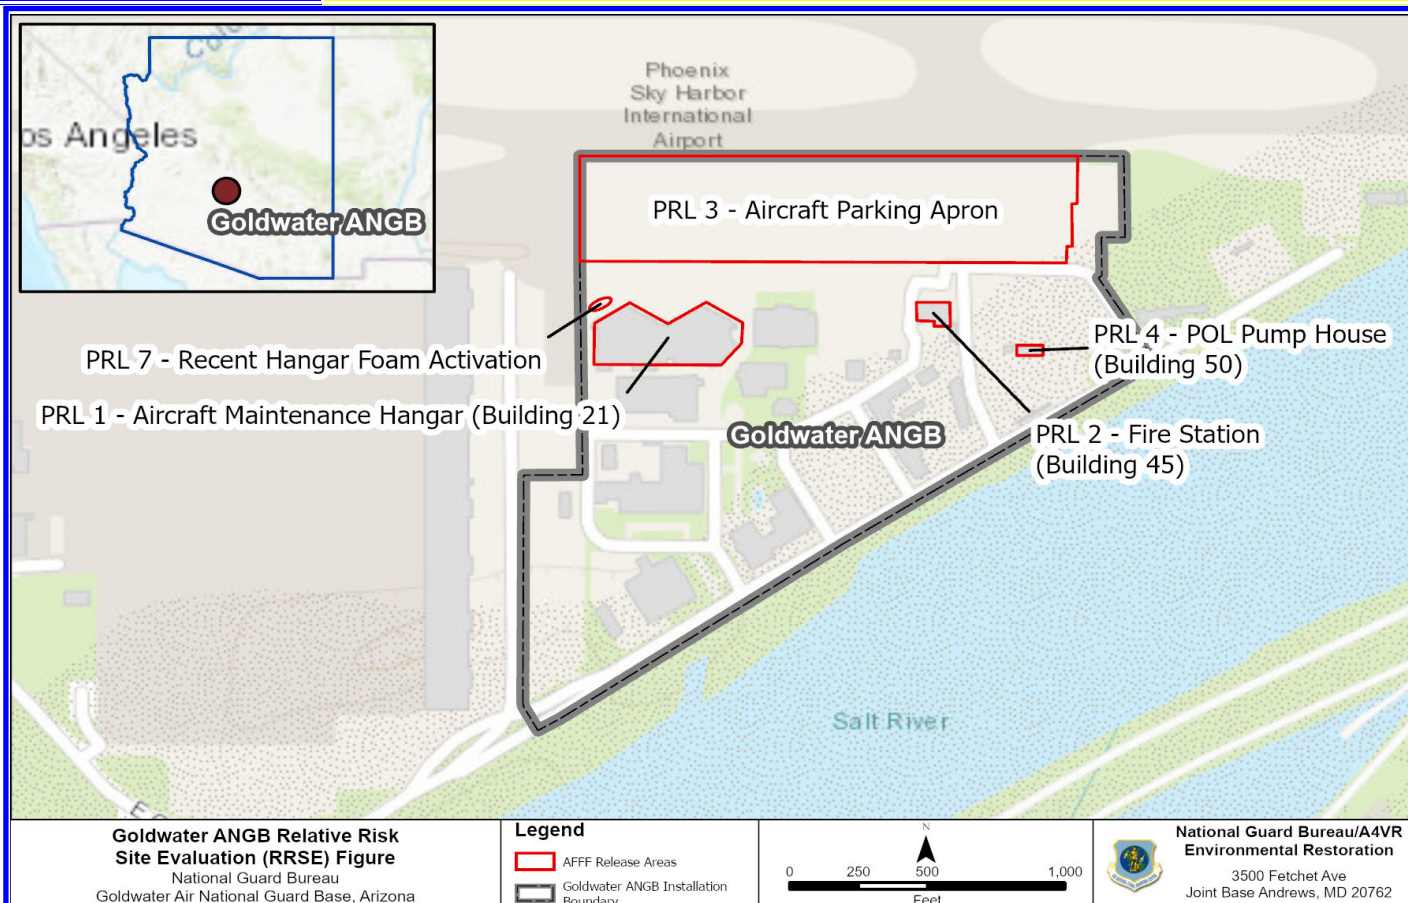 Colo
os Angeles
Goldwater ANGB
Phoenix
Sky Harbor
International
Airport
PRL 3 - Aircraft Parking Apron
PRL 7 - Recent Hangar Foam Activation
PRL 1 - Aircraft Maintenance Hangar (Building 21)
PRL 4 - POL Pump House
(Building 50)
Goldwater ANGB
PRL 2 - Fire Station
(Building 45)
Salt River
Goldwater ANGB Relative Risk
Site Evaluation (RRSE) Figure
National Guard Bureau
Goldwater Air National Guard Base, Arizona
Legend
AFFF Release Areas
Goldwater ANGB Installation
Boundary
N
0 250 500 1,000
Feet
National Guard Bureau/A4VR
Environmental Restoration
3500 Fetchet Ave
Joint Base Andrews, MD 20762